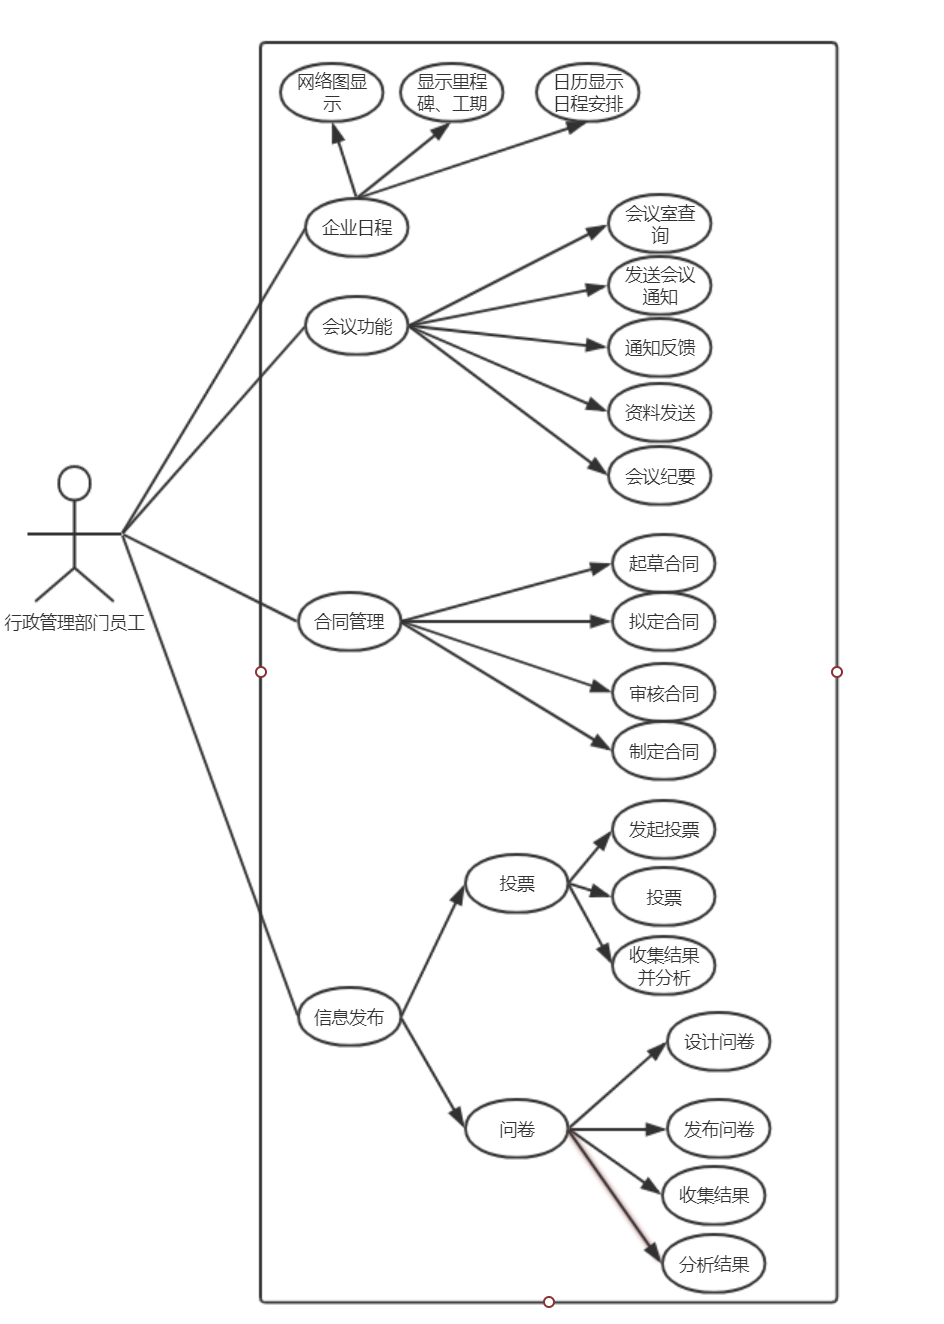 网络图显
示
显示里程
碑、工期
日历显示
日程安排
企业日程
会议室查
询
发送会议
通知
会议功能
通知反馈
资料发送
会议纪要
起草合同
行政管理部门员工
合同管理
拟定合同
审核合同
制定合同
发起投票
投票
投票
收集结果
并分析
信息发布
设计问卷
问卷
发布问卷
收集结果
分析结果